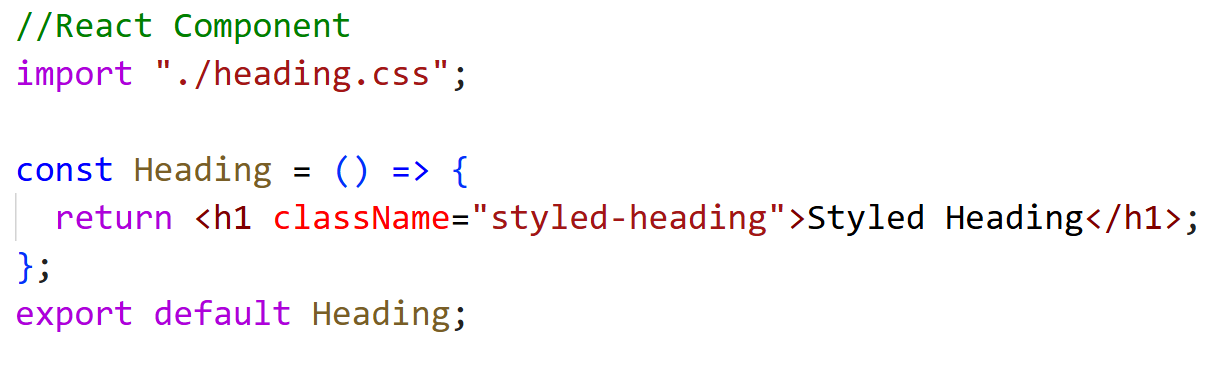 //React Component
import "./heading.css";
const Heading = () => {
  return <h1 className="styled-heading">Styled Heading</h1>;
};
export default Heading;